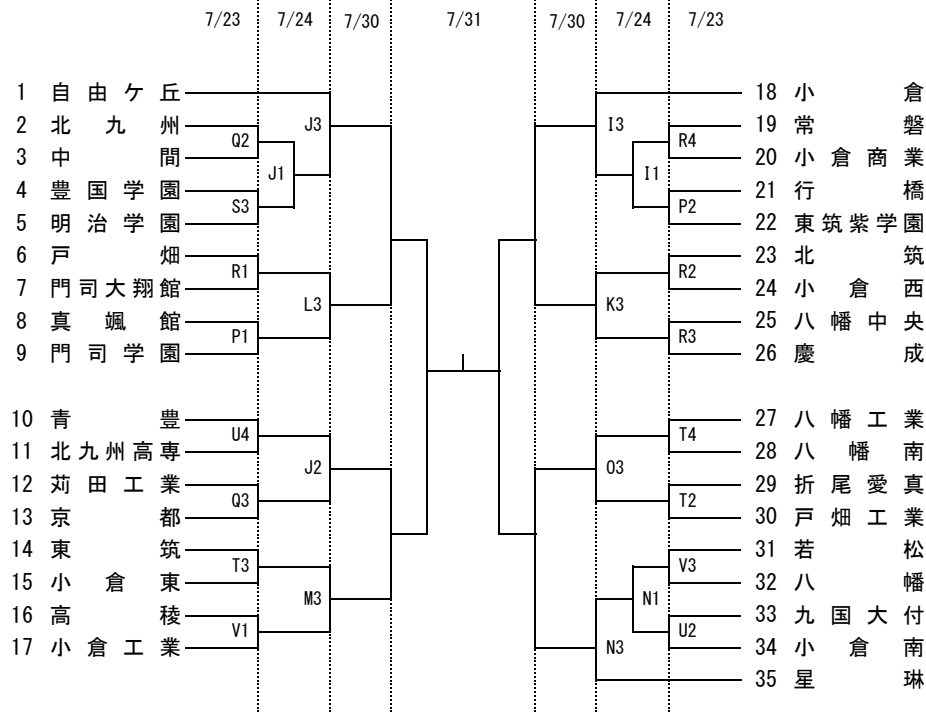 7/23 7/24 7/30 7/31 7/30 7/24 7/23
1 自由ケ丘
2 北九州
3 中間
4 豊国学園
5 明治学園
6 戸畑
7 門司大翔館
8 真颯館
9 門司学園
10 青豊
11 北九州高専
12 苅田工業
13 京都
14 東筑
15 小倉東
16 高稜
17 小倉工業
J3
Q2
J1
S3
R1
L3
P1
U4
J2
Q3
T3
M3
V1
I3
R4
I1
P2
R2
K3
R3
T4
O3
T2
V3
N1
U2
N3
18 小倉
19 常磐
20 小倉商業
21 行橋
22 東筑紫学園
23 北筑
24 小倉西
25 八幡中央
26 慶成
27 八幡工業
28 八幡南
29 折尾愛真
30 戸畑工業
31 若松
32 八幡
33 九国大付
34 小倉南
35 星琳